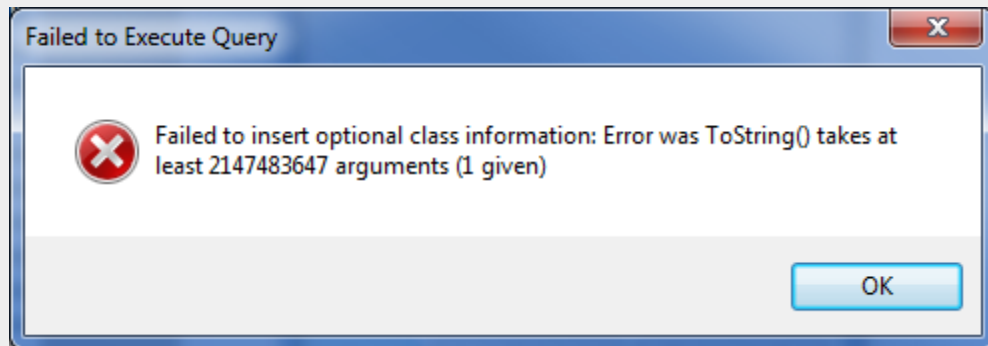 Failed to Execute Query
Failed to insert optional class information: Error was ToString() takes at
least 2147483647 arguments (1 given)
OK